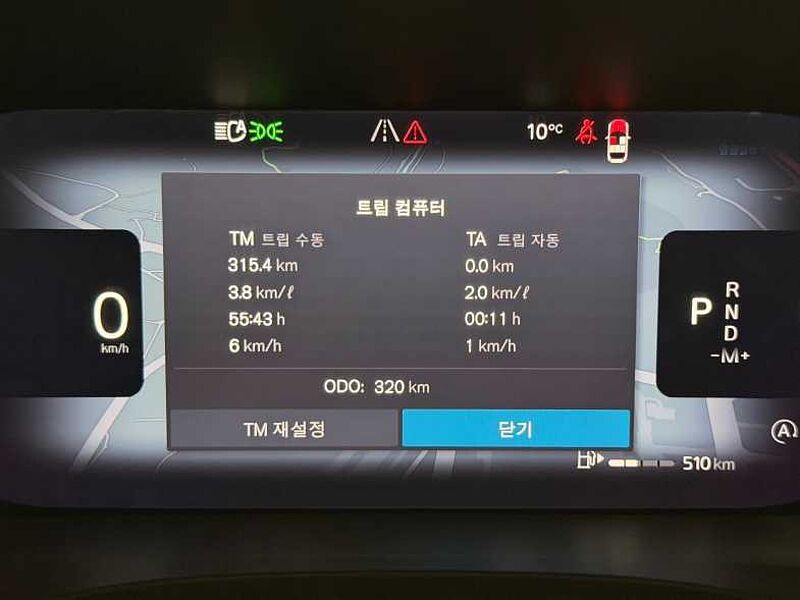 10°C
트립 컴퓨터
TM 트립 수동
TA 트립 자동
315.4 km
0.0 km
3.8 km/ℓ
2.0 km/ℓ
55:43 h
00:11 h
6 km/h
1 km/h
ODO: 320 km
TM 재설정
닫기
0
km/h
P
R
N
D
-M+
A
510 km